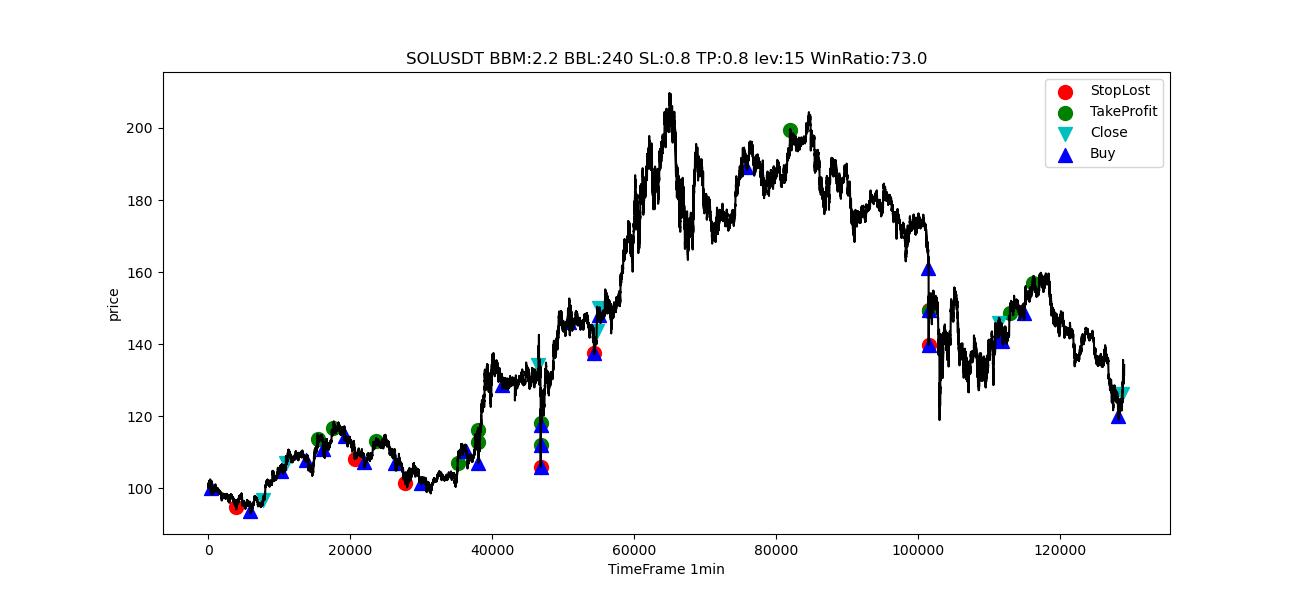 SOLUSDT BBM:2.2 BBL:240 SL:0.8 TP:0.8 lev:15 WinRatio:73.0
StopLost
TakeProfit
Close
Buy
200
180
160
140
120
100
price
0 20000 40000 60000 80000 100000 120000
TimeFrame 1min